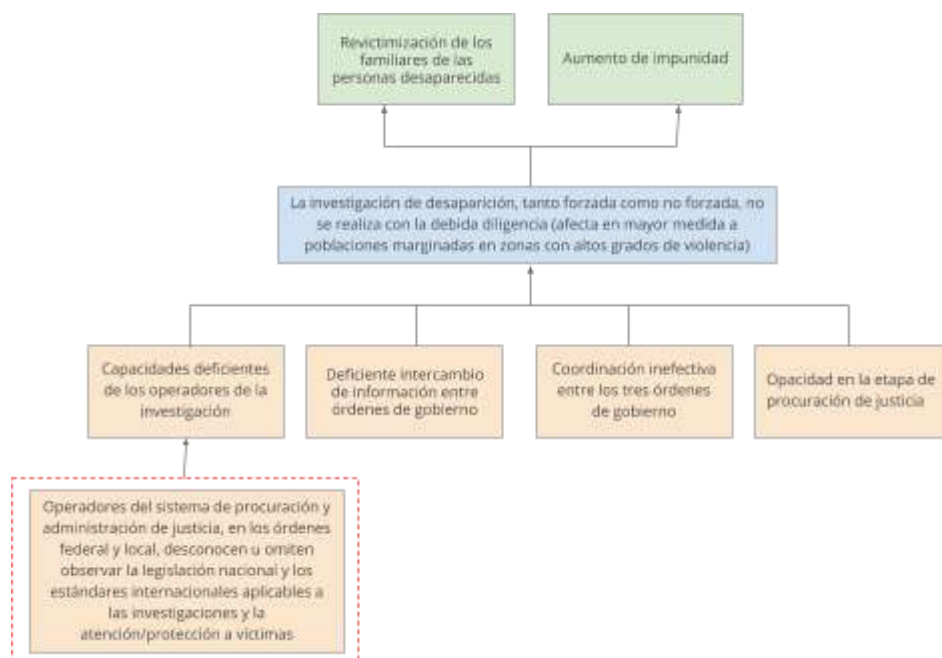 Revictimización de los
familiares de las
personas desaparecidas
Aumento de impunidad
La investigación de desaparición, tanto forzada como no forzada, no
se realiza con la debida diligencia (afecta en mayor medida a
poblaciones marginadas en zonas con altos grados de violencia)
Capacidades deficientes
de los operadores de la
investigación
Deficiente intercambio
de información entre
órdenes de gobierno
Coordinación inefectiva
entre los tres órdenes
de gobierno
Opacidad en la etapa de
procuración de justicia
Operadores del sistema de procuración y
administración de justicia, en los órdenes
federal y local, desconocen u omiten
observar la legislación nacional y los
estándares internacionales aplicables a
las investigaciones y la
atención/protección a víctimas